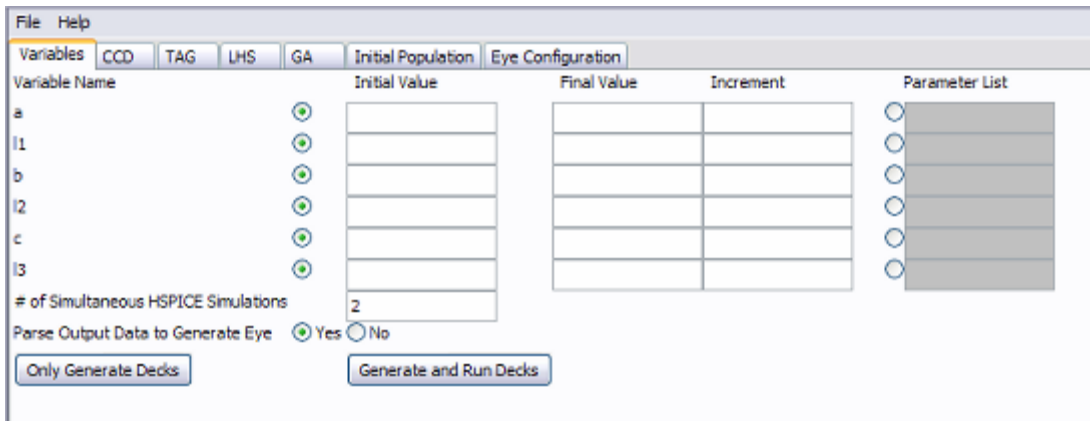 File Help
Variables CCD TAG LHS GA Initial Population Eye Configuration
Variable Name Initial Value Final Value Increment Parameter List
a
l1
b
l2
c
l3
# of Simultaneous HSPICE Simulations 2
Parse Output Data to Generate Eye Yes No
Only Generate Decks Generate and Run Decks